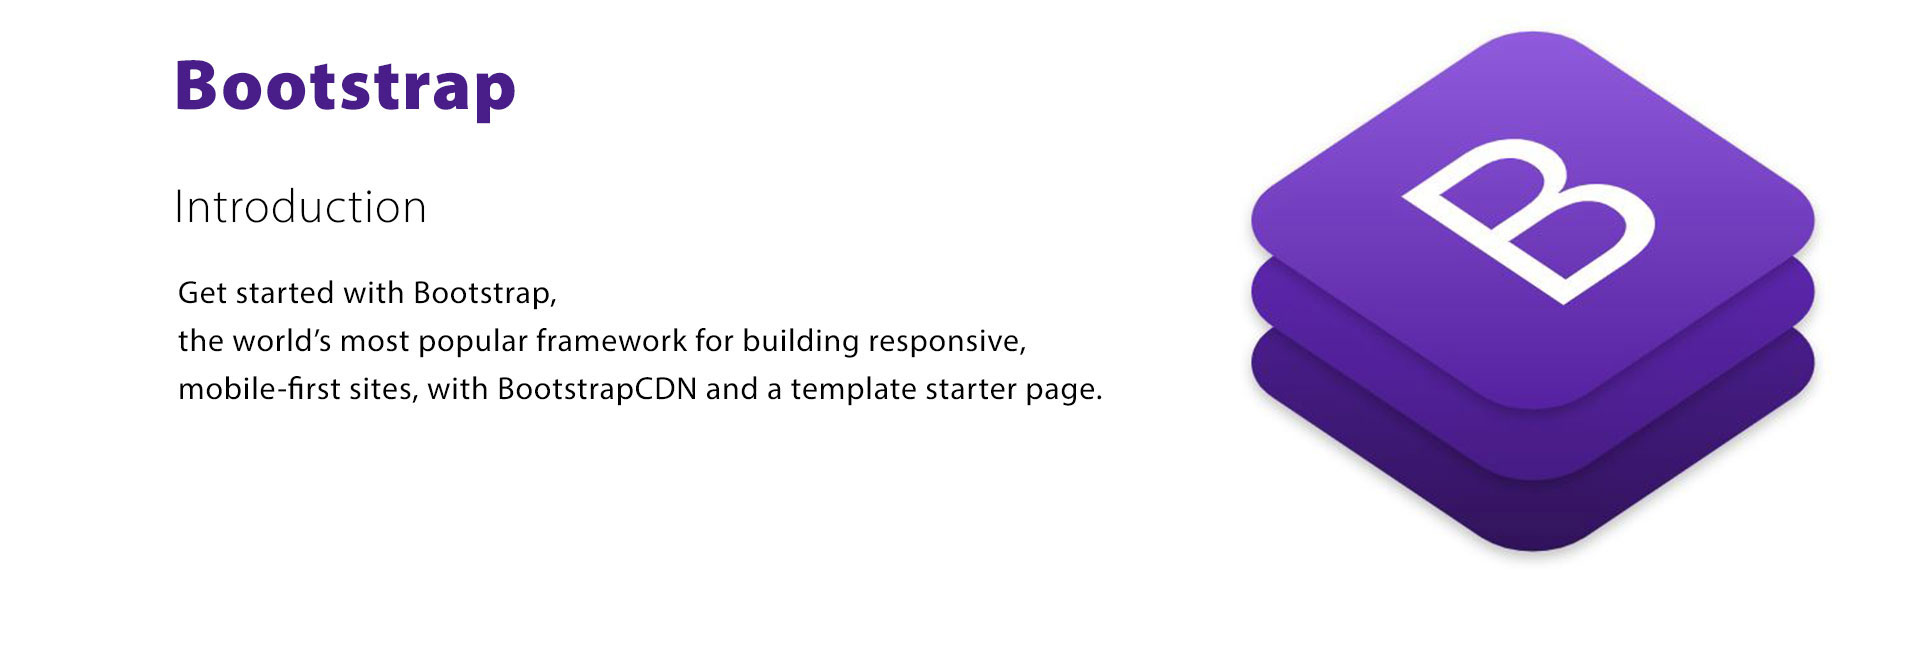 Bootstrap
Introduction
Get started with Bootstrap,
the world’s most popular framework for building responsive,
mobile-first sites, with BootstrapCDN and a template starter page.
B